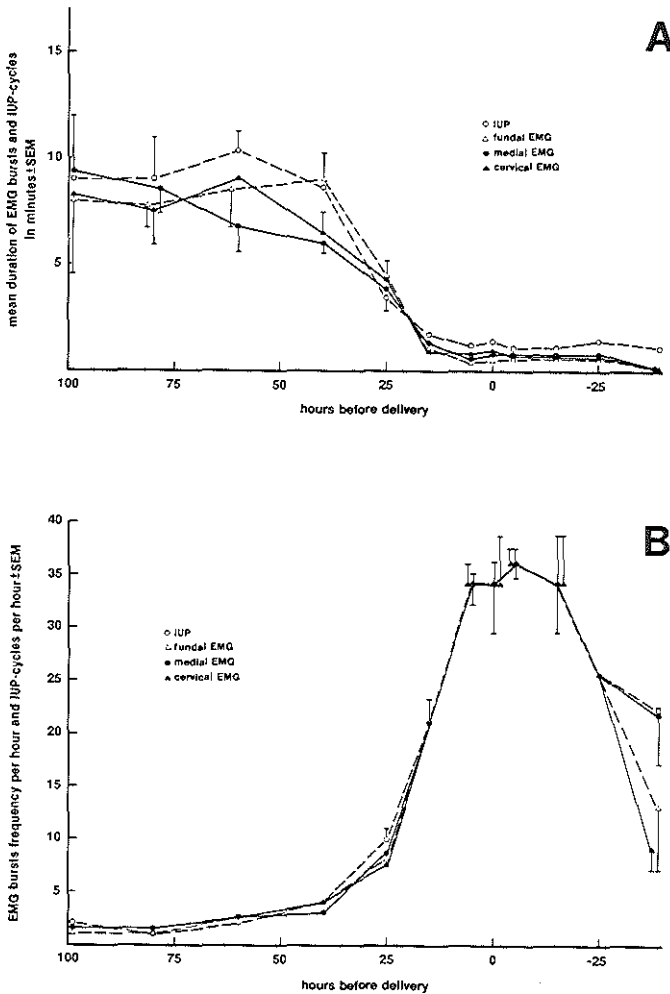 A
15
10
5
mean duration of EMG bursts and IUP-cycles
in minutes ± SEM
IUP
fundal EMG
medial EMG
cervical EMG
100 75 50 25 0 -25
hours before delivery
B
40
35
30
25
20
15
10
5
EMG bursts frequency per hour and IUP-cycles per hour ± SEM
IUP
fundal EMG
medial EMG
cervical EMG
100 75 50 25 0 -25
hours before delivery